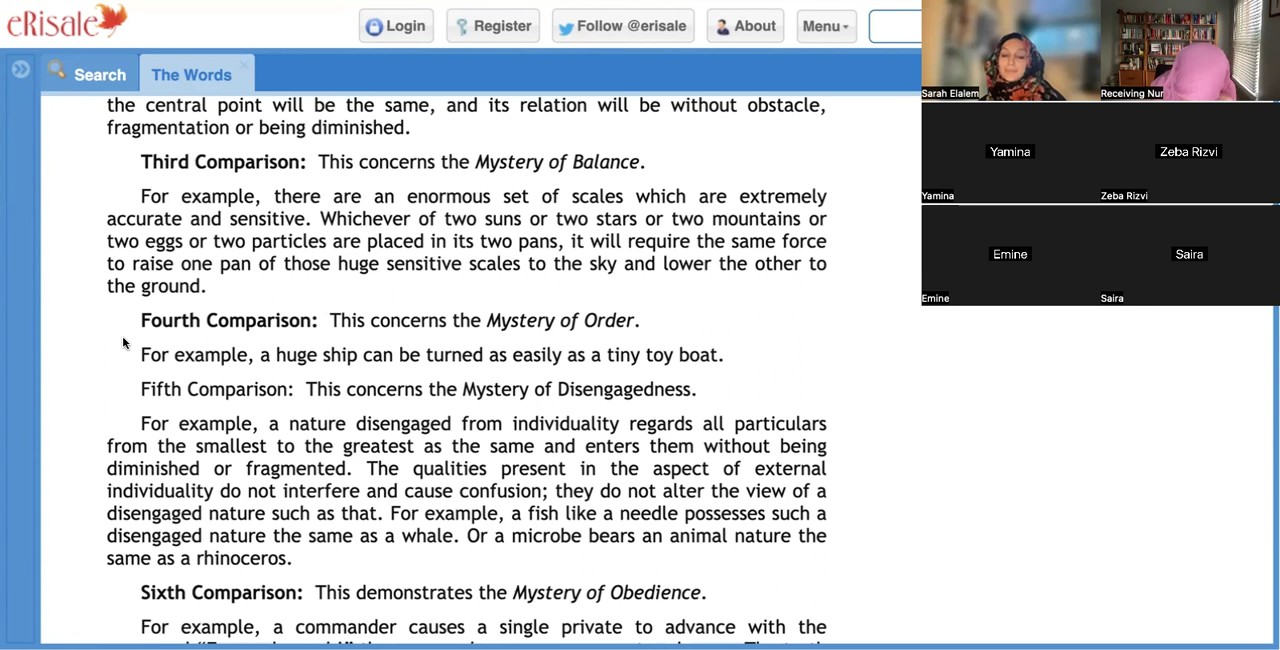 eRisale
Login
Register
Follow @erisale
About
Menu
Search
The Words
the central point will be the same, and its relation will be without obstacle,
fragmentation or being diminished.
Third Comparison: This concerns the Mystery of Balance.
For example, there are an enormous set of scales which are extremely
accurate and sensitive. Whichever of two suns or two stars or two mountains or
two eggs or two particles are placed in its two pans, it will require the same force
to raise one pan of those huge sensitive scales to the sky and lower the other to
the ground.
Fourth Comparison: This concerns the Mystery of Order.
For example, a huge ship can be turned as easily as a tiny toy boat.
Fifth Comparison: This concerns the Mystery of Disengagedness.
For example, a nature disengaged from individuality regards all particulars
from the smallest to the greatest as the same and enters them without being
diminished or fragmented. The qualities present in the aspect of external
individuality do not interfere and cause confusion; they do not alter the view of a
disengaged nature such as that. For example, a fish like a needle possesses such a
disengaged nature the same as a whale. Or a microbe bears an animal nature the
same as a rhinoceros.
Sixth Comparison: This demonstrates the Mystery of Obedience.
For example, a commander causes a single private to advance with the
Sarah Elalem
Receiving Nur
Yamina
Zeba Rizvi
Yamina
Zeba Rizvi
Emine
Saira
Emine
Saira